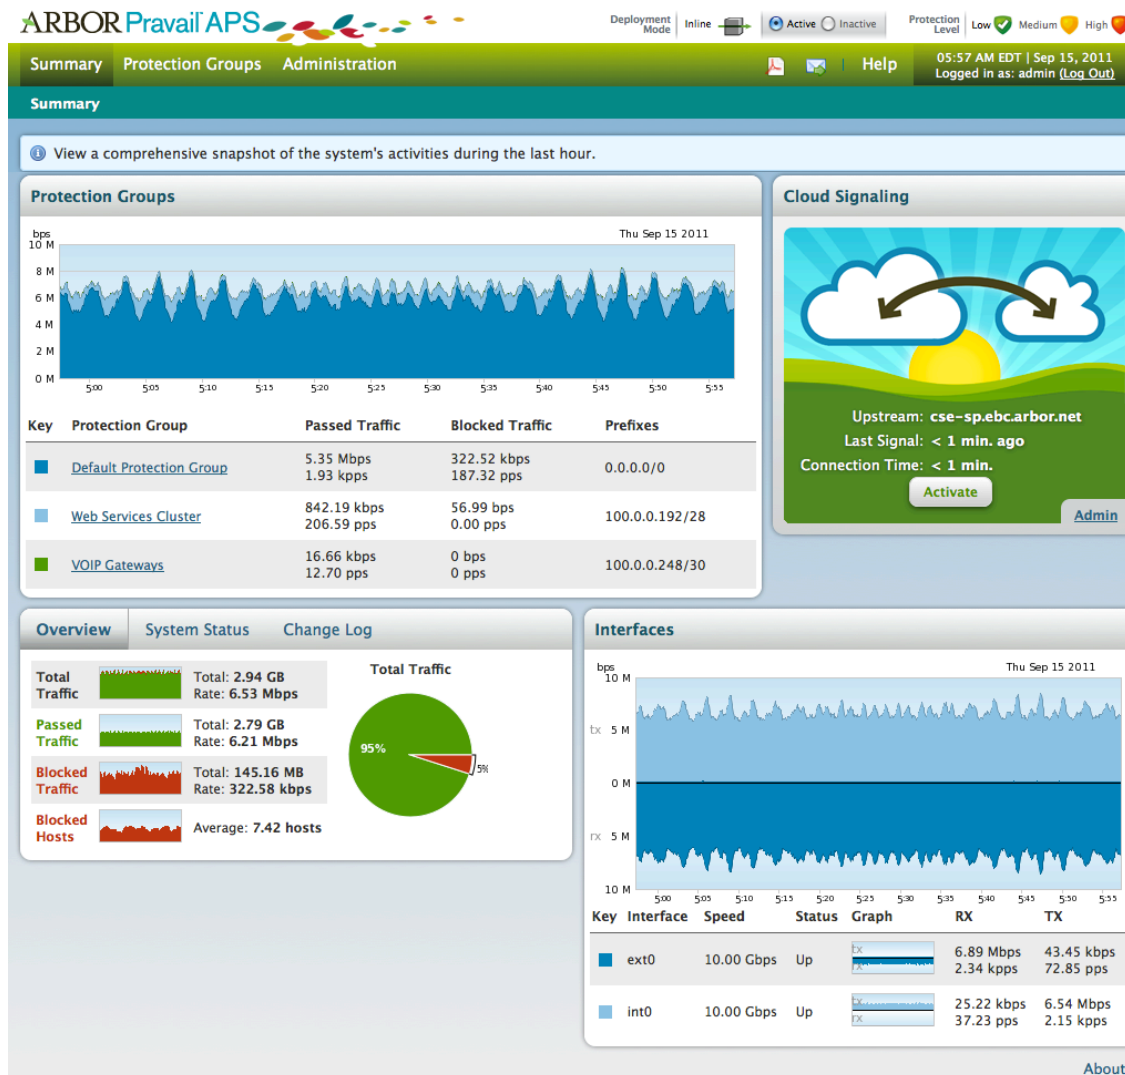 ARBOR Pravail APS
Deployment Mode Inline Active Inactive Protection Level Low Medium High
Summary Protection Groups Administration Help 05:57 AM EDT | Sep 15, 2011
Logged in as: admin (Log Out)
Summary
View a comprehensive snapshot of the system's activities during the last hour.
Protection Groups
bps Thu Sep 15 2011
10 M
8 M
6 M
4 M
2 M
0 M
5:00 5:05 5:10 5:15 5:20 5:25 5:30 5:35 5:40 5:45 5:50 5:55
Key Protection Group Passed Traffic Blocked Traffic Prefixes
Default Protection Group 5.35 Mbps 322.52 kbps 0.0.0.0/0
1.93 kpps 187.32 pps
Web Services Cluster 842.19 kbps 56.99 bps 100.0.0.192/28
206.59 pps 0.00 pps
VOIP Gateways 16.66 kbps 0 bps 100.0.0.248/30
12.70 pps 0 pps
Cloud Signaling
Upstream: cse-sp.ebc.arbor.net
Last Signal: < 1 min. ago
Connection Time: < 1 min.
Activate
Admin
Overview System Status Change Log
Total Traffic Total: 2.94 GB
Rate: 6.53 Mbps
Passed Traffic Total: 2.79 GB
Rate: 6.21 Mbps
Blocked Traffic Total: 145.16 MB
Rate: 322.58 kbps
Blocked Hosts Average: 7.42 hosts
Total Traffic
95%
5%
Interfaces
bps Thu Sep 15 2011
10 M
tx 5 M
0 M
rx 5 M
10 M
5:00 5:05 5:10 5:15 5:20 5:25 5:30 5:35 5:40 5:45 5:50 5:55
Key Interface Speed Status Graph RX TX
ext0 10.00 Gbps Up tx rx 6.89 Mbps 43.45 kbps
2.34 kpps 72.85 pps
int0 10.00 Gbps Up tx rx 25.22 kbps 6.54 Mbps
37.23 pps 2.15 kpps
About